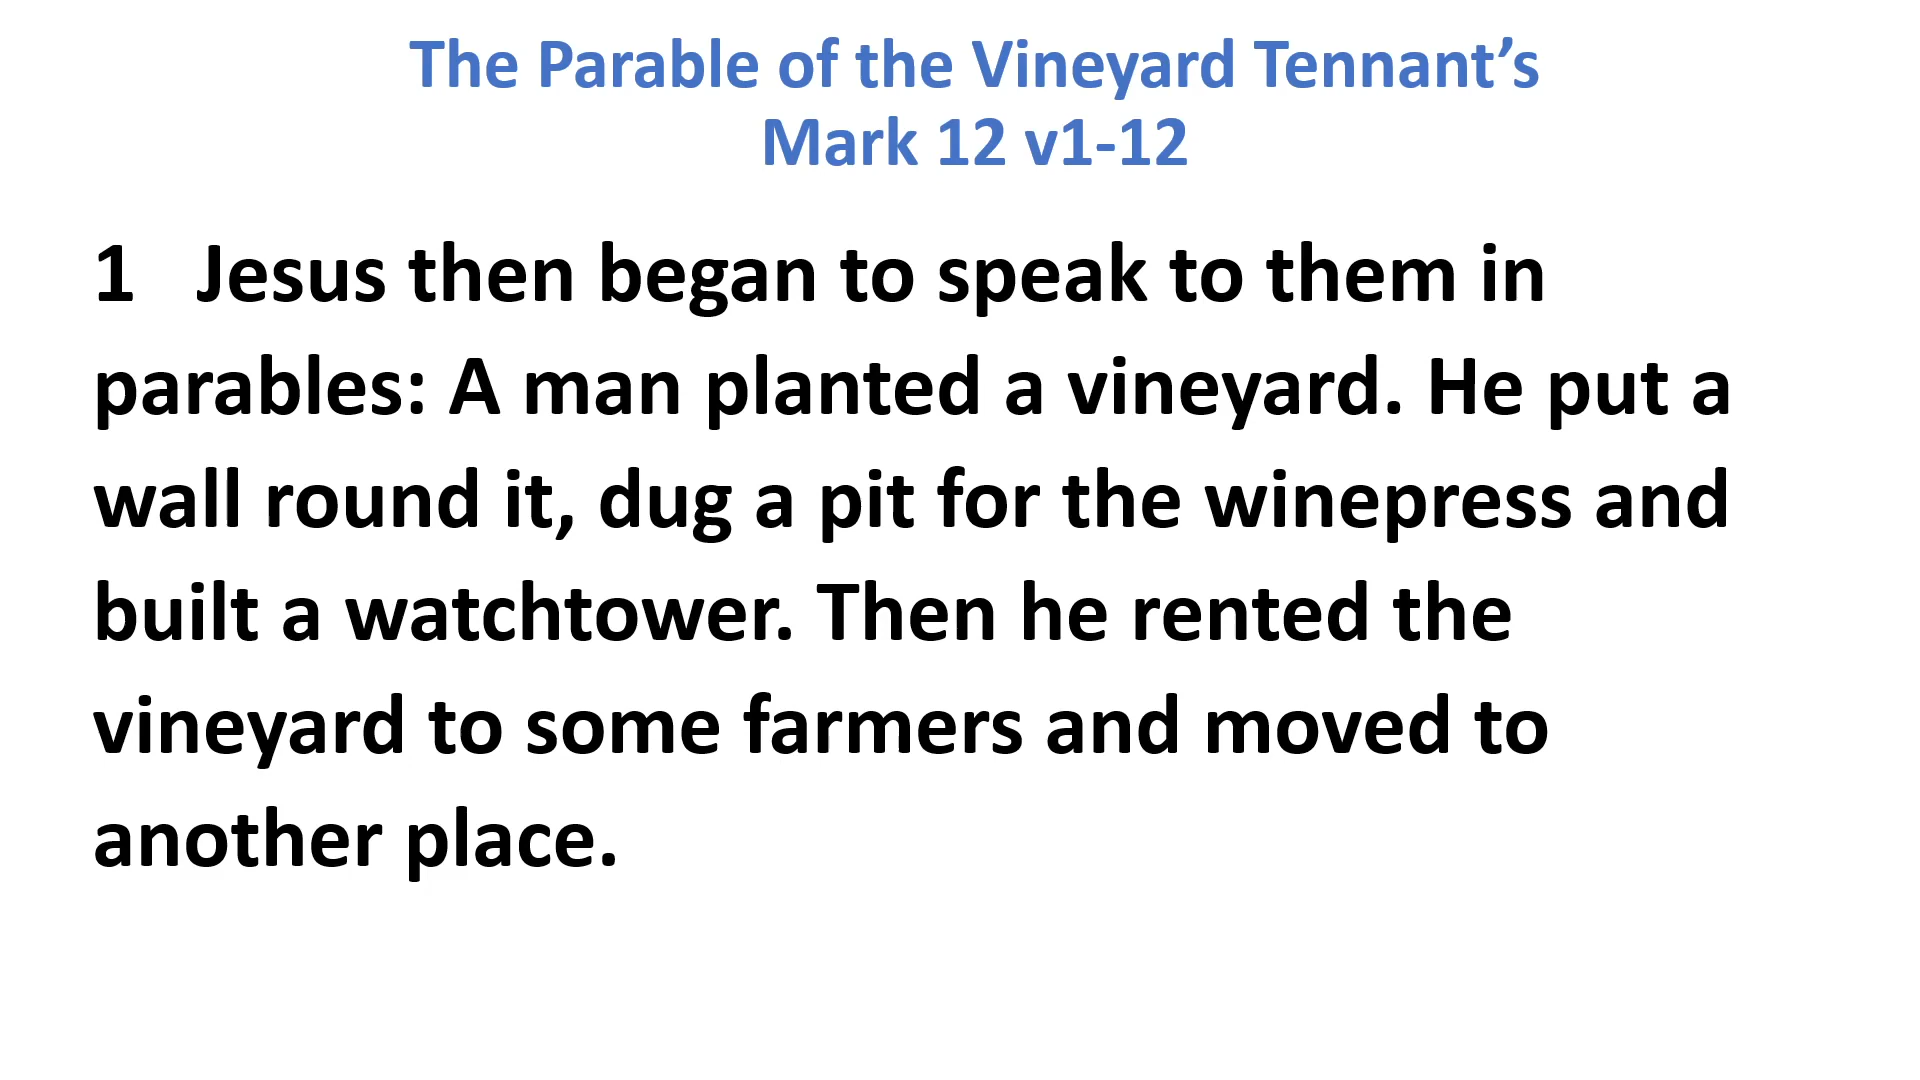 The Parable of the Vineyard Tennant’s
Mark 12 v1-12
1 Jesus then began to speak to them in
parables: A man planted a vineyard. He put a
wall round it, dug a pit for the winepress and
built a watchtower. Then he rented the
vineyard to some farmers and moved to
another place.